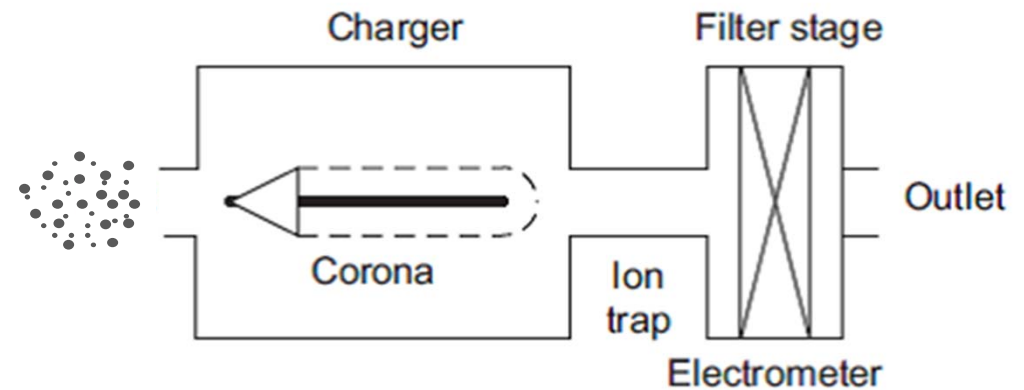 Charger
Filter stage
Corona
Ion
trap
Outlet
Electrometer